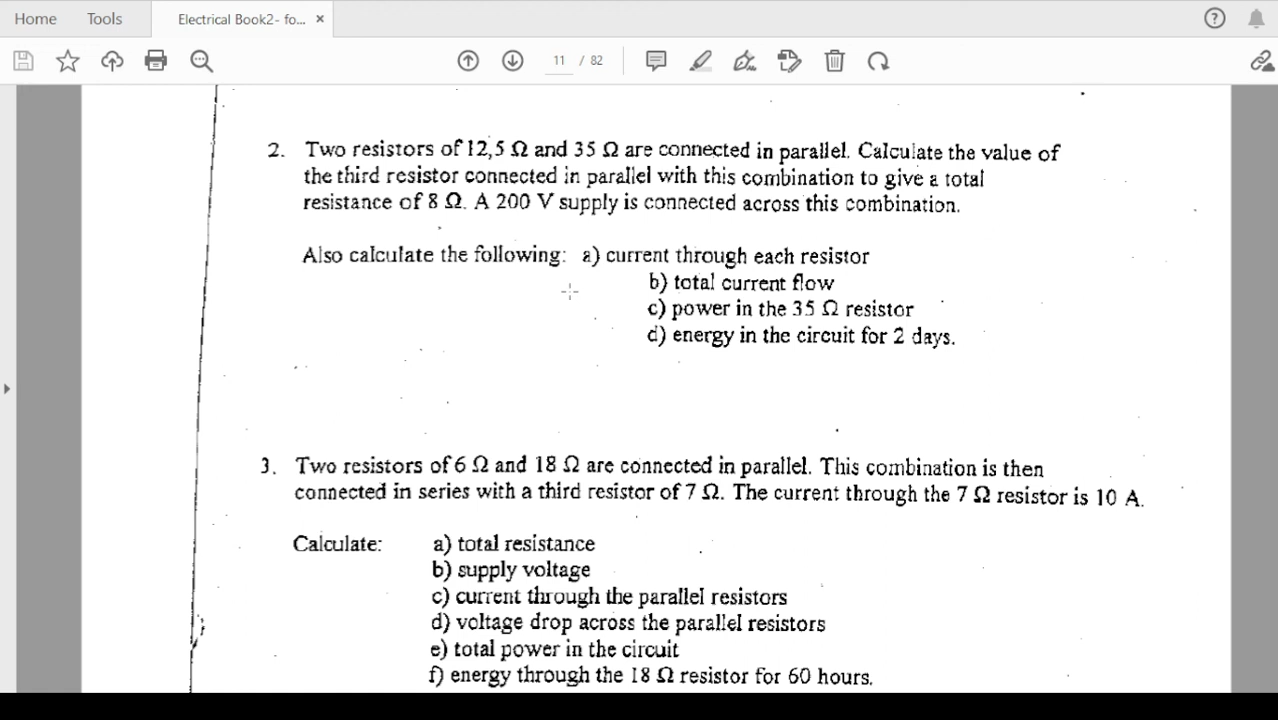 Home
Tools
Electrical Book2- fo... ×
11 / 82
2. Two resistors of 12,5 Ω and 35 Ω are connected in parallel. Calculate the value of
the third resistor connected in parallel with this combination to give a total
resistance of 8 Ω. A 200 V supply is connected across this combination.
Also calculate the following: a) current through each resistor
b) total current flow
c) power in the 35 Ω resistor
d) energy in the circuit for 2 days.
3. Two resistors of 6 Ω and 18 Ω are connected in parallel. This combination is then
connected in series with a third resistor of 7 Ω. The current through the 7 Ω resistor is 10 A.
Calculate: a) total resistance
b) supply voltage
c) current through the parallel resistors
d) voltage drop across the parallel resistors
e) total power in the circuit
f) energy through the 18 Ω resistor for 60 hours.